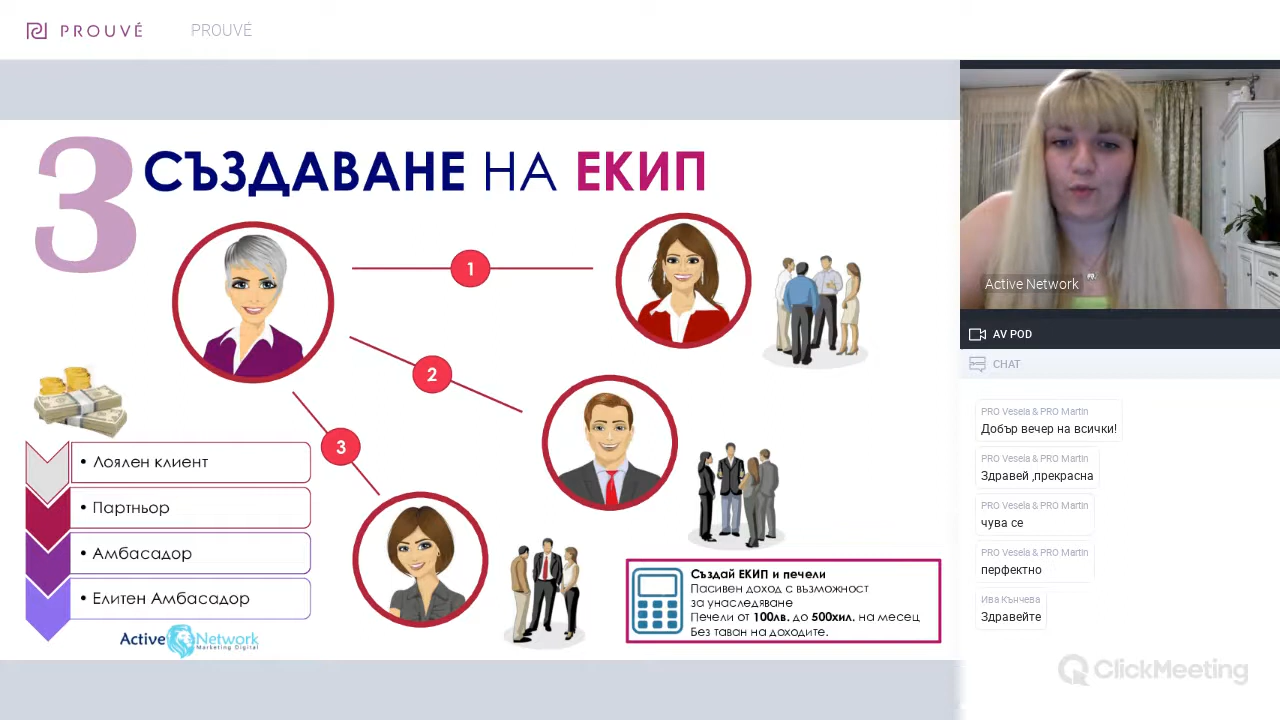 PROUVÉ
PROUVÉ
3
СЪЗДАВАНЕ НА ЕКИП
1
2
3
• Лоялен клиент
• Партньор
• Амбасадор
• Елитен Амбасадор
Active Network
Marketing Digital
Създай ЕКИП и печели
Пасивен доход с възможност
за унаследяване
Печели от 100лв. до 500хил. на месец
Без таван на доходите.
Active Network
AV POD
CHAT
PRO Vesela & PRO Martin
Добър вечер на всички!
PRO Vesela & PRO Martin
Здравей ,прекрасна
PRO Vesela & PRO Martin
чува се
PRO Vesela & PRO Martin
перфектно
Ива Кънчева
Здравейте
ClickMeeting